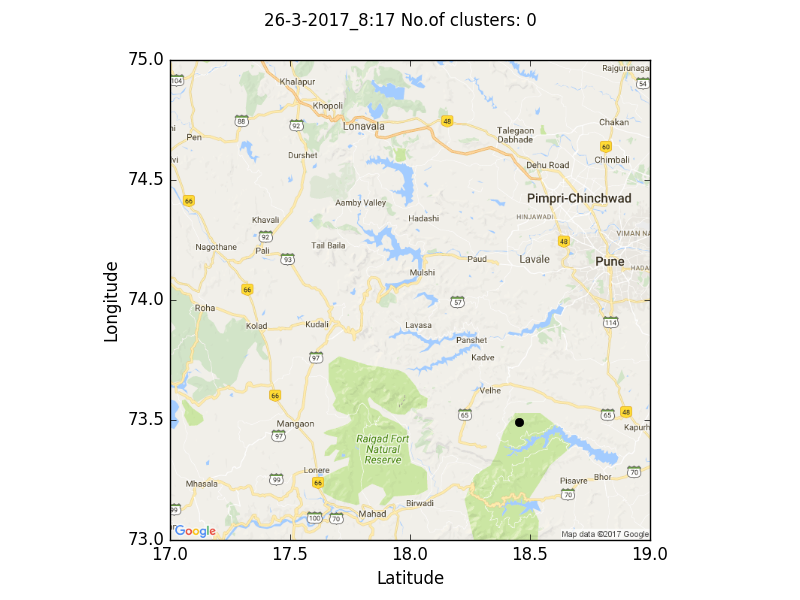 26-3-2017_8:17 No.of clusters: 0
75.0
74.5
74.0
73.5
73.0
17.0
17.5
18.0
18.5
19.0
Longitude
Latitude
Rajgurunaga
104
Khalapur
54
Khopoli
88
92
Lonavala
48
Chakan
Talegaon
Dabhade
Pen
60
Durshet
Chimbali
Dehu Road
66
Aamby Valley
Pimpri-Chinchwad
Hadashi
HINJAWADI
Khavali
92
VIMAN NA
Nagothane
Pali
Tail Baila
48
93
Paud
Lavale
Pune
HADA
Mulshi
66
57
Roha
Kolad
Kudali
Lavasa
114
Panshet
97
Kadve
66
Velhe
65
65
48
Mangaon
Kapurh
97
Raigad Fort
Natural
Reserve
Lonere
99
66
Mhasala
Pisavre
Bhor
70
70
99
Birwadi
100
70
Mahad
Google
Map data ©2017 Google